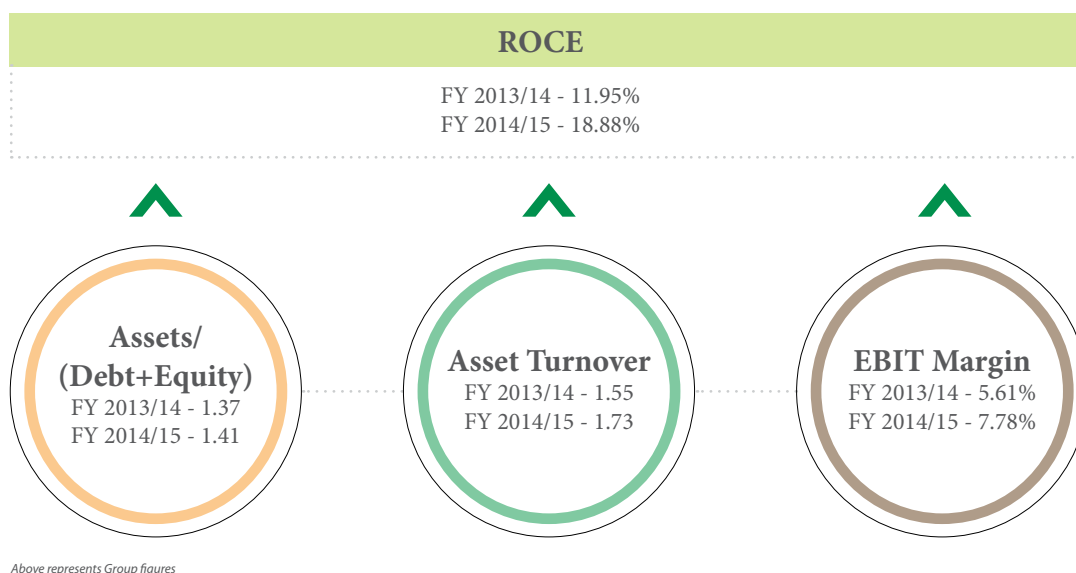 ROCE
FY 2013/14 - 11.95%
FY 2014/15 - 18.88%
Assets/
(Debt+Equity)
FY 2013/14 - 1.37
FY 2014/15 - 1.41
Asset Turnover
FY 2013/14 - 1.55
FY 2014/15 - 1.73
EBIT Margin
FY 2013/14 - 5.61%
FY 2014/15 - 7.78%
Above represents Group figures